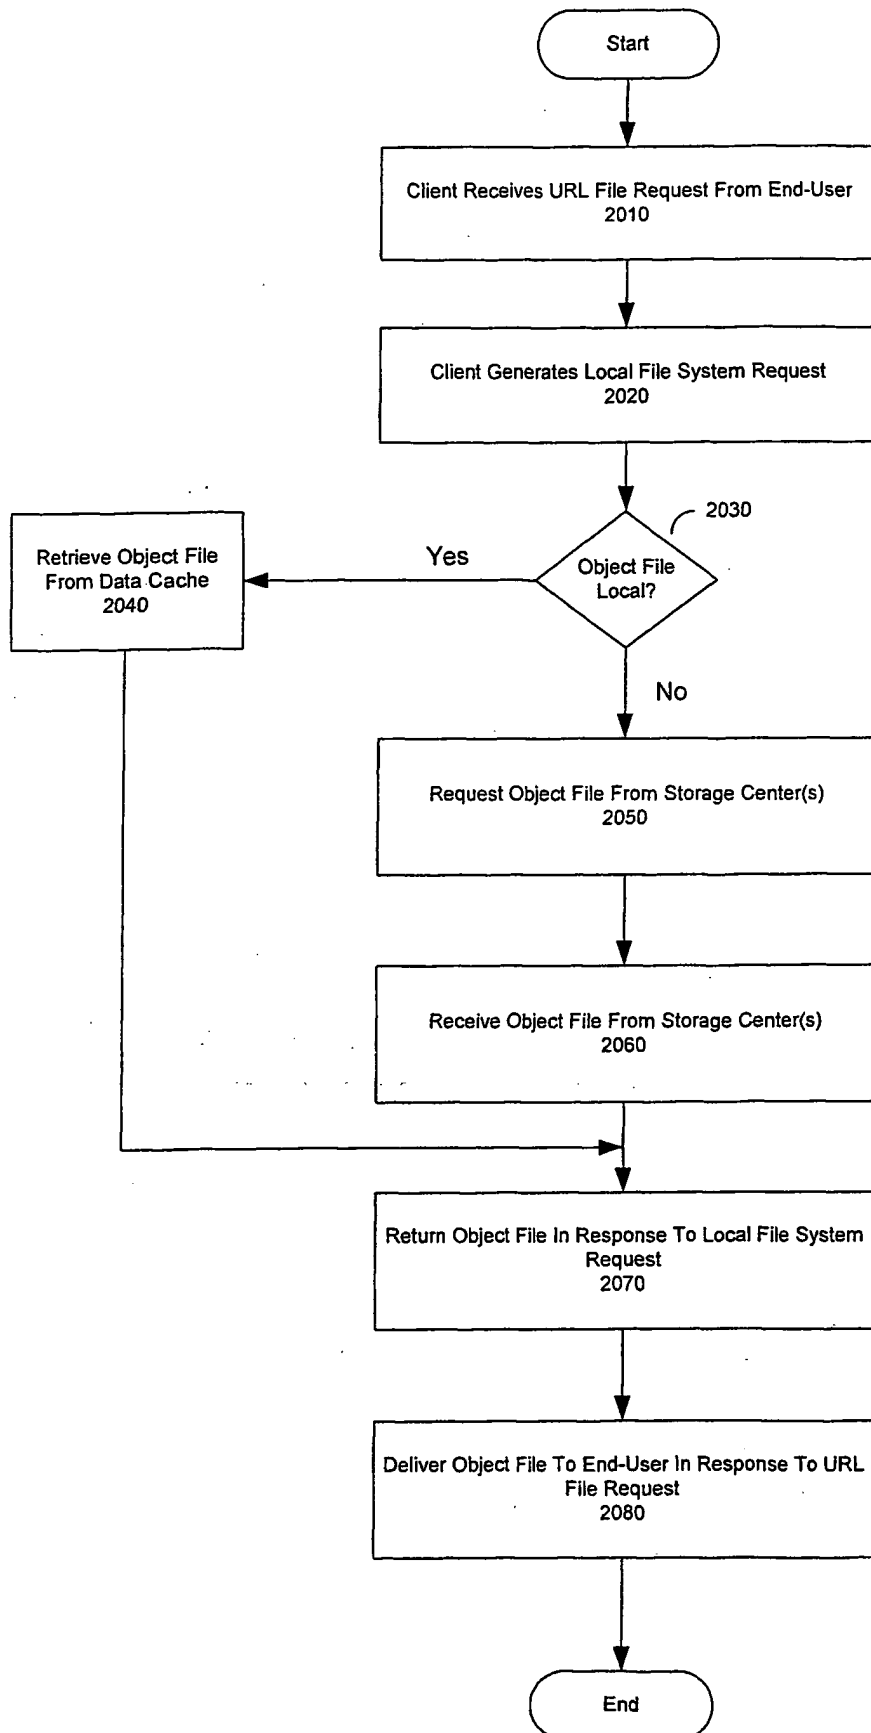 Start
Client Receives URL File Request From End-User
2010
Client Generates Local File System Request
2020
2030
Object File
Local?
Yes
Retrieve Object File
From Data Cache
2040
No
Request Object File From Storage Center(s)
2050
Receive Object File From Storage Center(s)
2060
Return Object File In Response To Local File System
Request
2070
Deliver Object File To End-User In Response To URL
File Request
2080
End